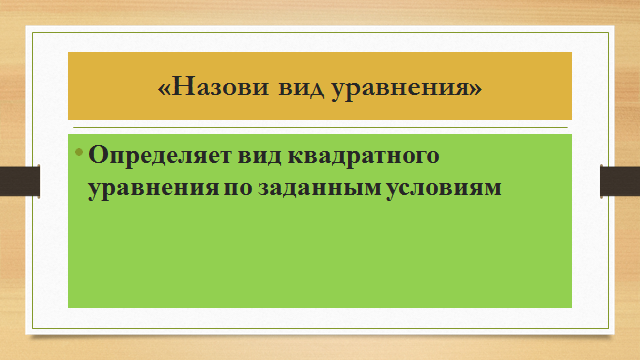 «Назови вид уравнения»
• Определяет вид квадратного
уравнения по заданным условиям